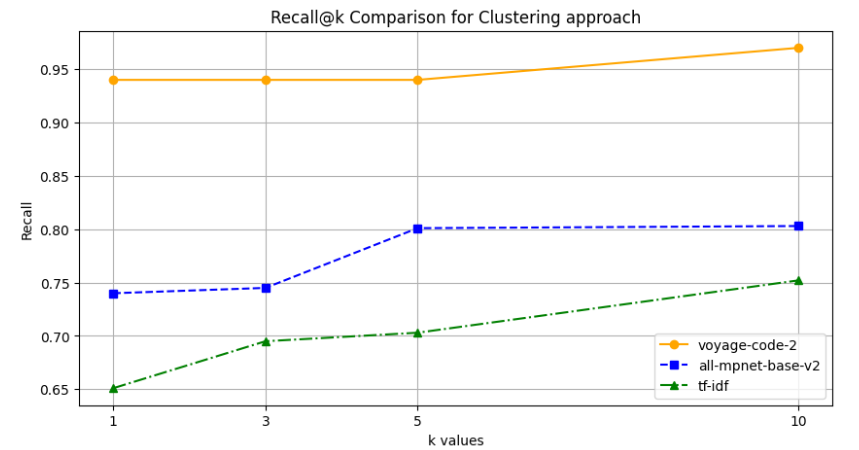 Recall@k Comparison for Clustering approach
0.95
0.90
0.85
0.80
0.75
0.70
0.65
Recall
voyage-code-2
all-mpnet-base-v2
tf-idf
1 3 5 10
k values